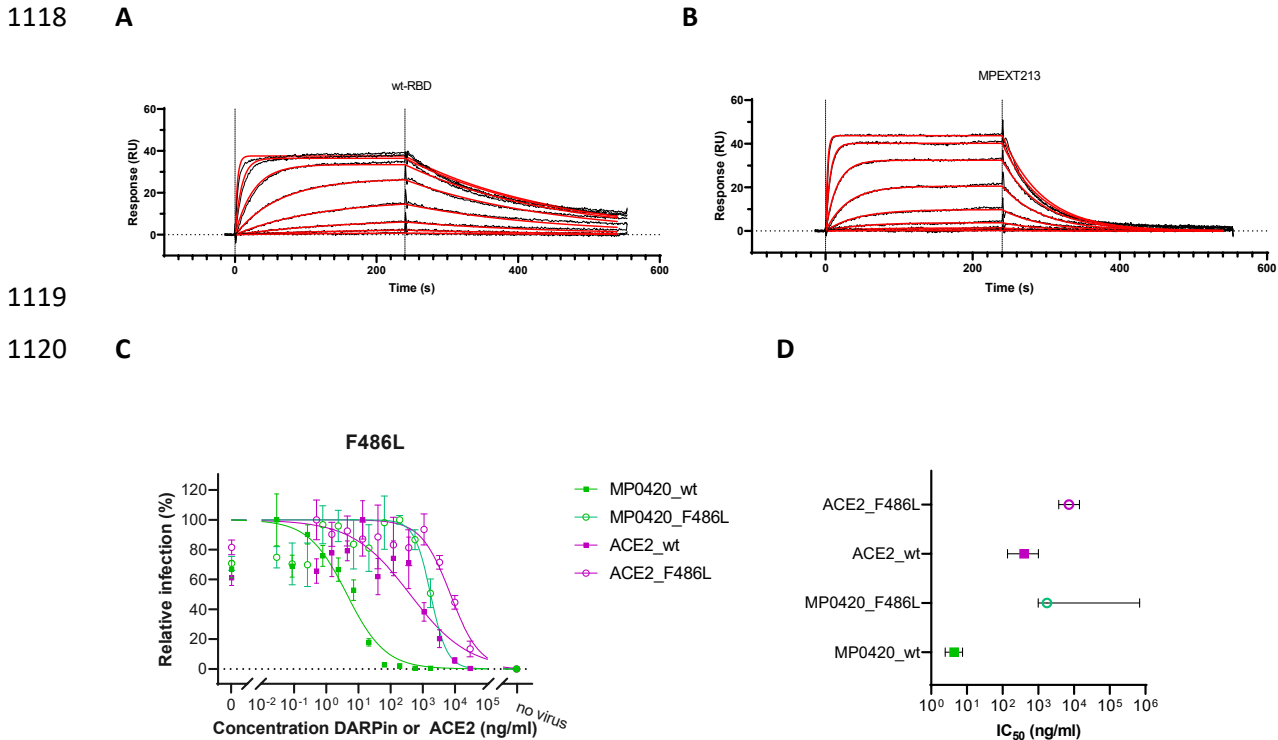 1118 A B
wt-RBD
60
40
20
0
Response (RU)
0 200 400 600
Time (s)
MPEXT213
60
40
20
0
Response (RU)
0 200 400 600
Time (s)
1119
1120 C D
F486L
120
100
80
60
40
20
0
Relative infection (%)
0 10⁻² 10⁻¹ 10⁰ 10¹ 10² 10³ 10⁴ 10⁵ no virus
Concentration DARPin or ACE2 (ng/ml)
MP0420_wt
MP0420_F486L
ACE2_wt
ACE2_F486L
ACE2_F486L
ACE2_wt
MP0420_F486L
MP0420_wt
10⁰ 10¹ 10² 10³ 10⁴ 10⁵ 10⁶
IC₅₀ (ng/ml)